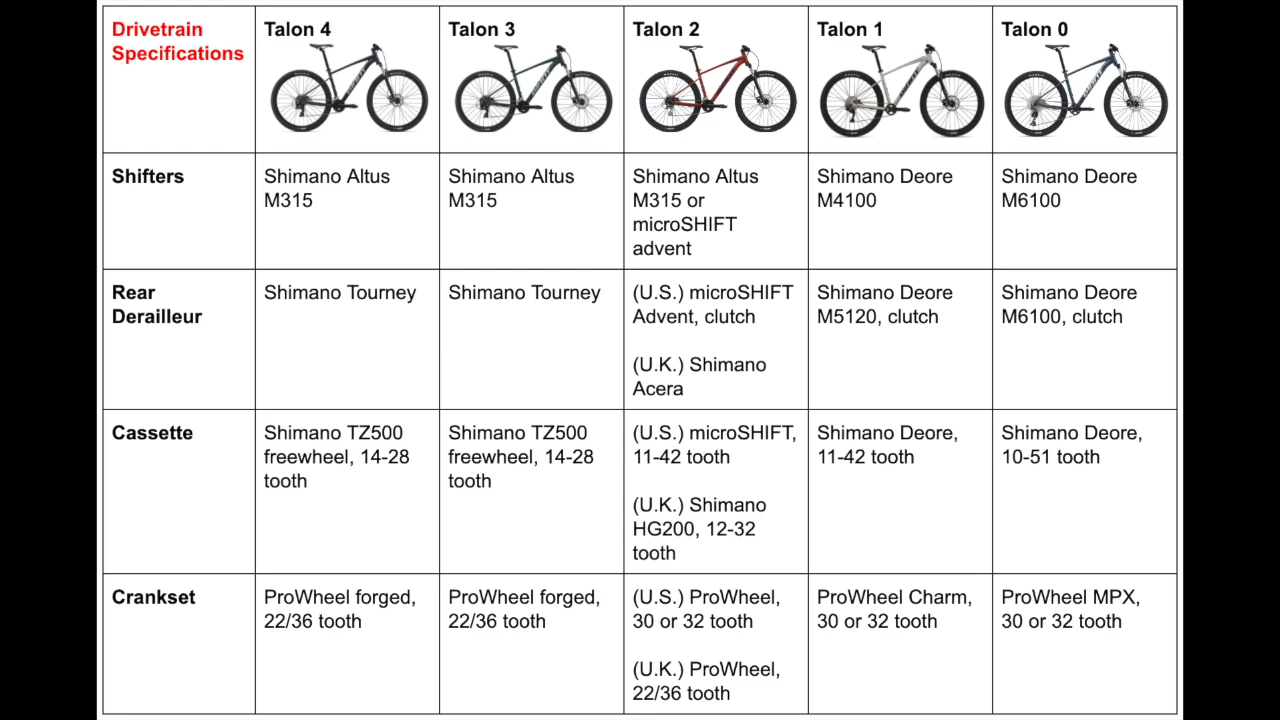 Drivetrain
Specifications
Talon 4
Talon 3
Talon 2
Talon 1
Talon 0
Shifters
Shimano Altus
M315
Shimano Altus
M315
Shimano Altus
M315 or
microSHIFT
advent
Shimano Deore
M4100
Shimano Deore
M6100
Rear
Derailleur
Shimano Tourney
Shimano Tourney
(U.S.) microSHIFT
Advent, clutch
(U.K.) Shimano
Acera
Shimano Deore
M5120, clutch
Shimano Deore
M6100, clutch
Cassette
Shimano TZ500
freewheel, 14-28
tooth
Shimano TZ500
freewheel, 14-28
tooth
(U.S.) microSHIFT,
11-42 tooth
(U.K.) Shimano
HG200, 12-32
tooth
Shimano Deore,
11-42 tooth
Shimano Deore,
10-51 tooth
Crankset
ProWheel forged,
22/36 tooth
ProWheel forged,
22/36 tooth
(U.S.) ProWheel,
30 or 32 tooth
(U.K.) ProWheel,
22/36 tooth
ProWheel Charm,
30 or 32 tooth
ProWheel MPX,
30 or 32 tooth